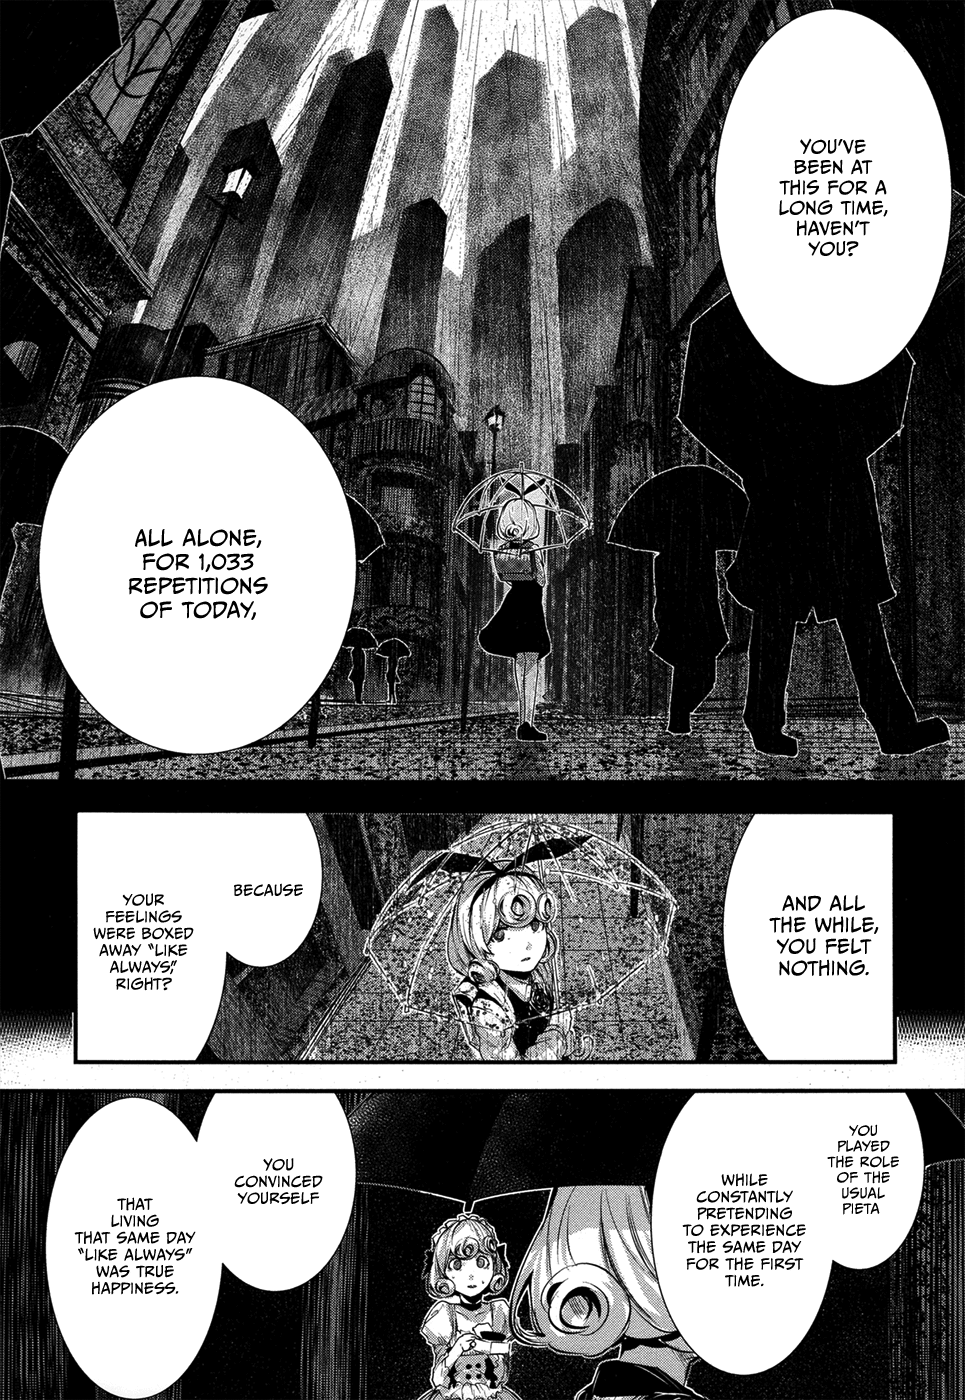 YOU'VE
BEEN AT
THIS FOR A
LONG TIME,
HAVEN'T
YOU?
ALL ALONE,
FOR 1,033
REPETITIONS
OF TODAY,
AND ALL
THE WHILE,
YOU FELT
NOTHING.
BECAUSE
YOUR
FEELINGS
WERE BOXED
AWAY "LIKE
ALWAYS,"
RIGHT?
YOU
PLAYED
THE ROLE
OF THE
USUAL
PIETA
WHILE
CONSTANTLY
PRETENDING
TO EXPERIENCE
THE SAME DAY
FOR THE FIRST
TIME.
YOU
CONVINCED
YOURSELF
THAT
LIVING
THAT SAME DAY
"LIKE ALWAYS"
WAS TRUE
HAPPINESS.